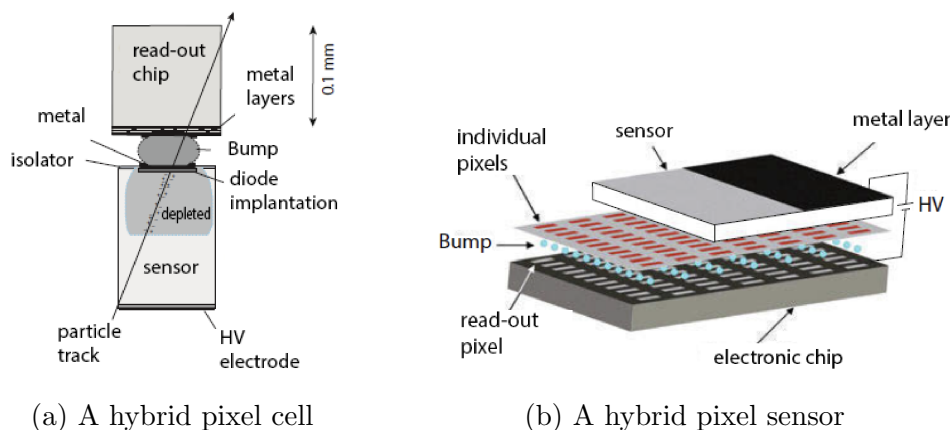 read-out
chip
metal
layers
0.1 mm
metal
isolator
Bump
diode
implantation
depleted
sensor
particle
track
HV
electrode
individual
pixels
sensor
metal layer
HV
Bump
read-out
pixel
electronic chip
(a) A hybrid pixel cell
(b) A hybrid pixel sensor